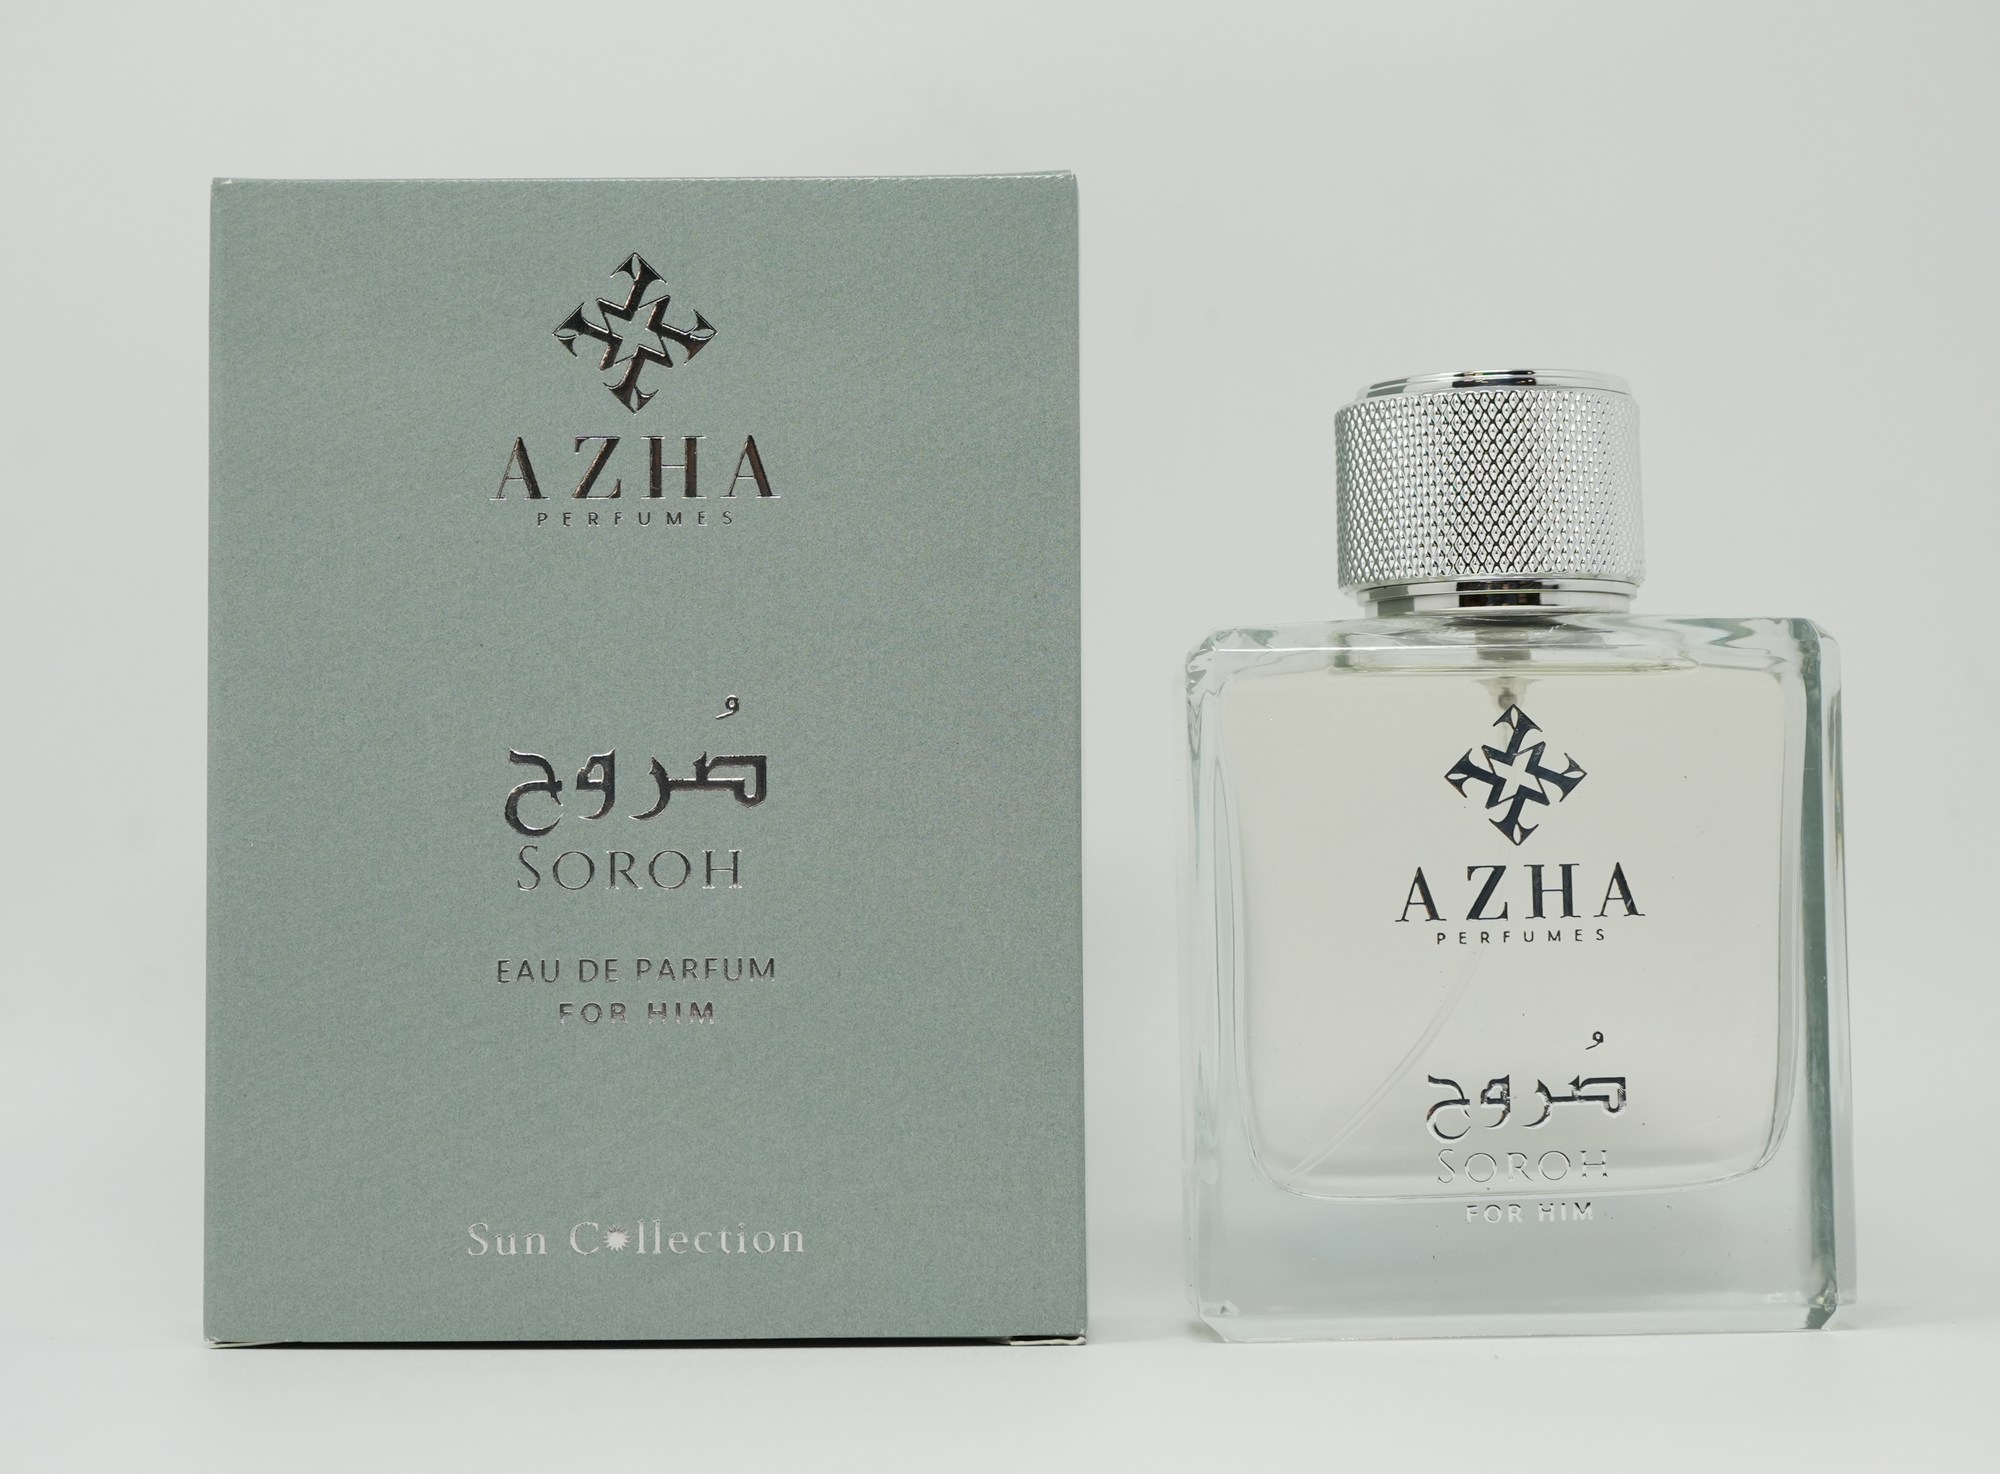 AZHA
PERFUMES
صُروح
SOROH
EAU DE PARFUM
FOR HIM
Sun Collection
AZHA
PERFUMES
صُروح
SOROH
FOR HIM